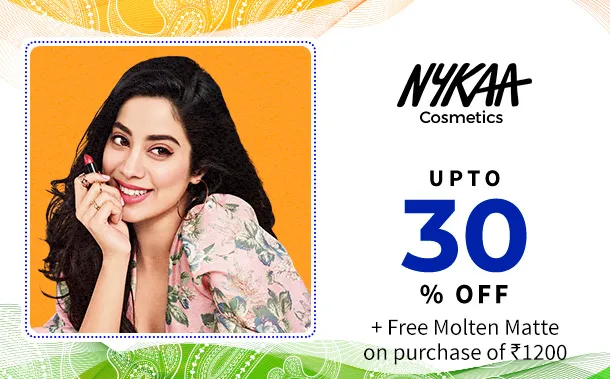 NYKAA
Cosmetics
UPTO
30
% OFF
+ Free Molten Matte
on purchase of ₹1200